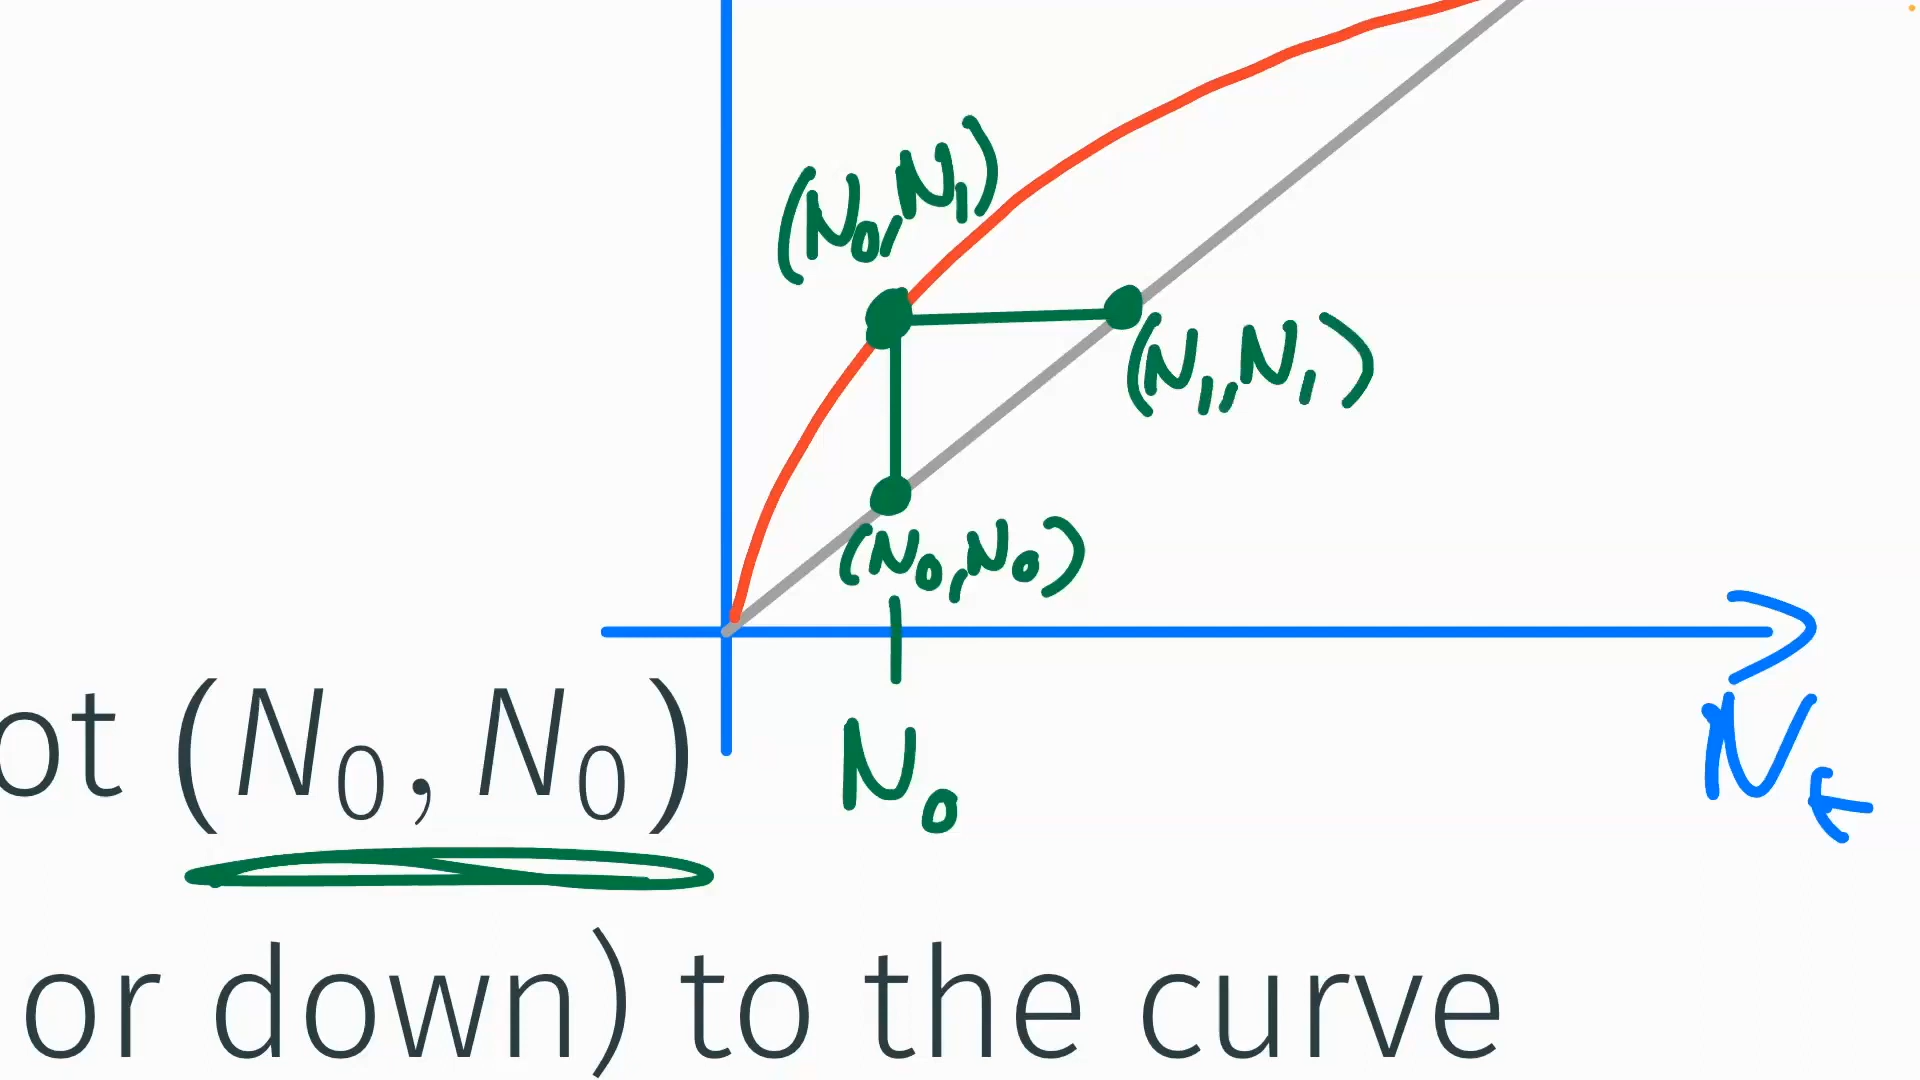 (N₀,N₁)
(N₁,N₁)
(N₀,N₀)
N₀
Nₜ
ot (N₀, N₀)
or down) to the curve